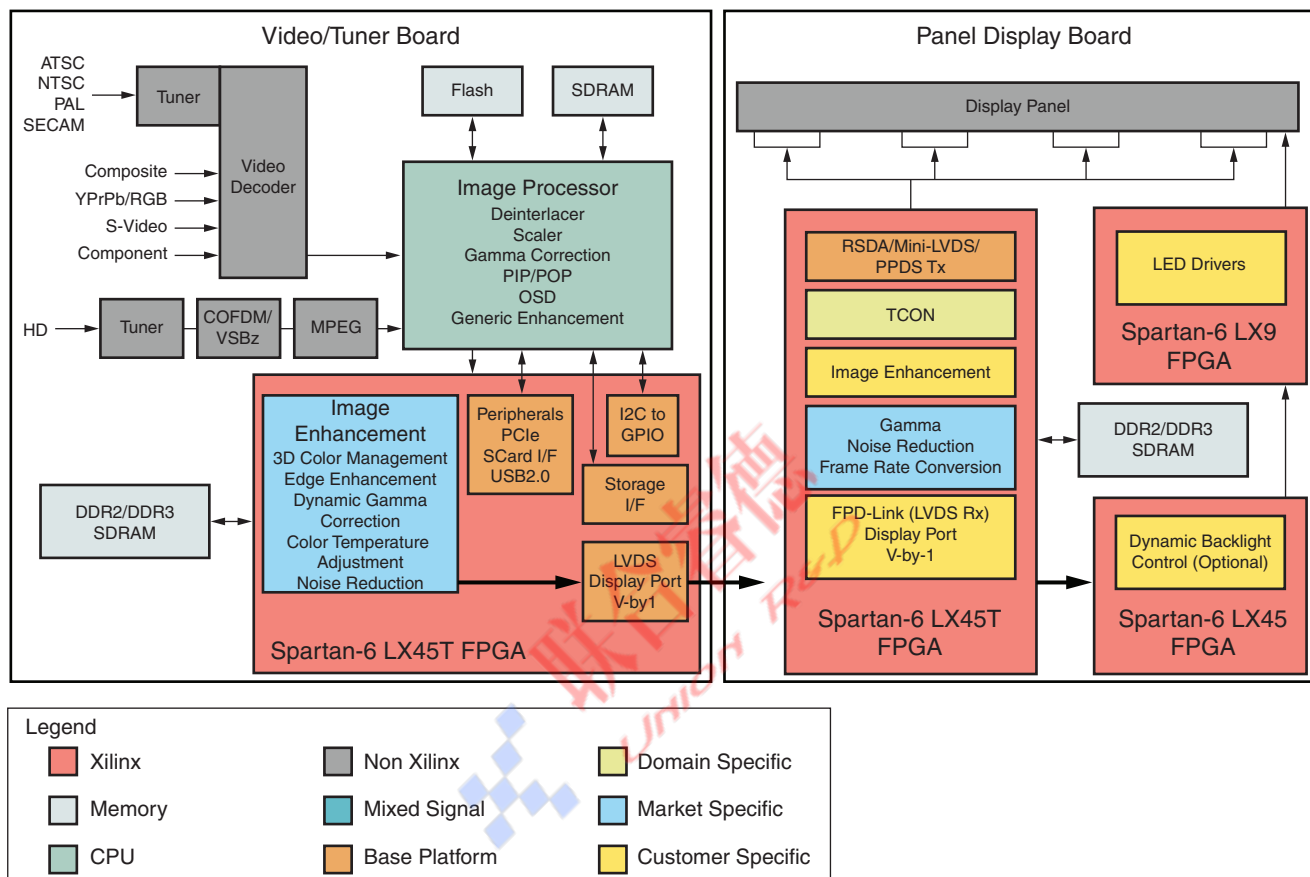 Video/Tuner Board
ATSC
NTSC
PAL
SECAM
Tuner
Video
Decoder
Composite
YPrPb/RGB
S-Video
Component
HD
Tuner
COFDM/
VSBz
MPEG
Flash
SDRAM
Image Processor
Deinterlacer
Scaler
Gamma Correction
PIP/POP
OSD
Generic Enhancement
Image
Enhancement
3D Color Management
Edge Enhancement
Dynamic Gamma
Correction
Color Temperature
Adjustment
Noise Reduction
Peripherals
PCIe
SCard I/F
USB2.0
I2C to
GPIO
Storage
I/F
LVDS
Display Port
V-by1
DDR2/DDR3
SDRAM
Spartan-6 LX45T FPGA
Panel Display Board
Display Panel
RSDA/Mini-LVDS/
PPDS Tx
TCON
Image Enhancement
Gamma
Noise Reduction
Frame Rate Conversion
FPD-Link (LVDS Rx)
Display Port
V-by-1
Spartan-6 LX45T
FPGA
LED Drivers
Spartan-6 LX9
FPGA
DDR2/DDR3
SDRAM
Dynamic Backlight
Control (Optional)
Spartan-6 LX45
FPGA
联合睿德
UNION R&D
Legend
Xilinx
Non Xilinx
Domain Specific
Memory
Mixed Signal
Market Specific
CPU
Base Platform
Customer Specific